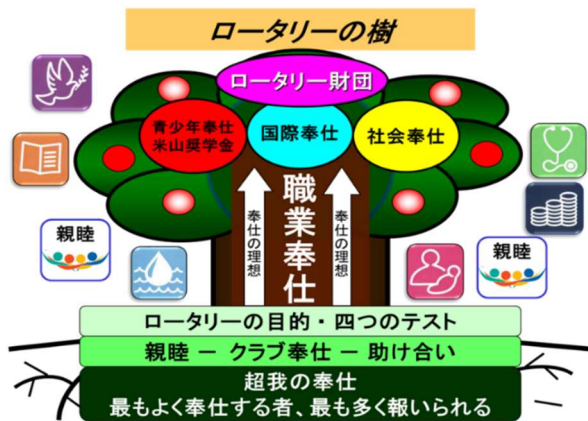 ロータリーの樹
ロータリー財団
青少年奉仕
米山奨学金
国際奉仕
社会奉仕
職業奉仕
奉仕の理想
奉仕の理想
親睦
親睦
ロータリーの目的・四つのテスト
親睦 － クラブ奉仕 － 助け合い
超我の奉仕
最もよく奉仕する者、最も多く報いられる